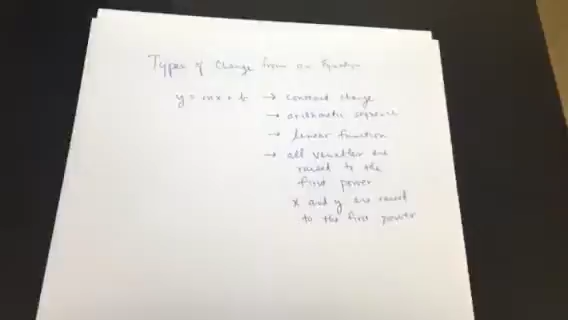 Types of Change from an Equation
y = mx + b → constant change
→ arithmetic sequence
→ linear function
→ all variables are
raised to the
first power
x and y are raised
to the first power